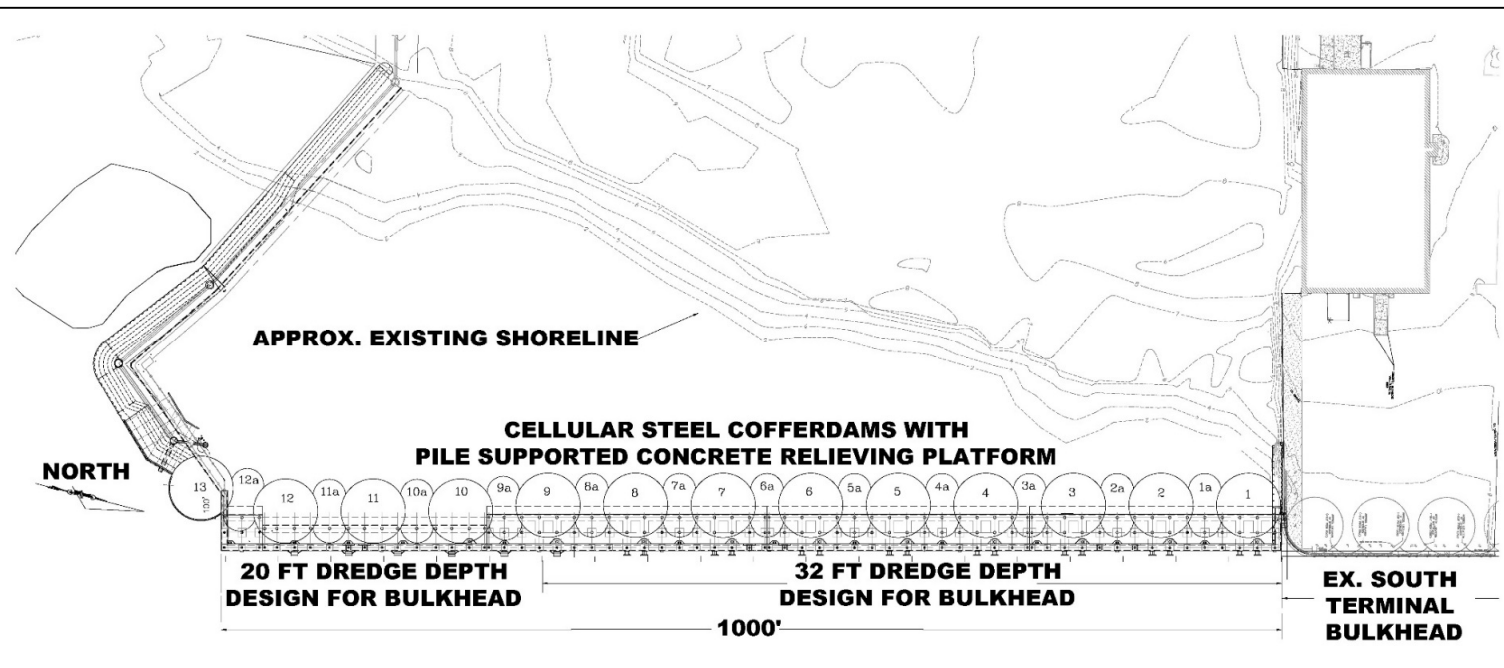 APPROX. EXISTING SHORELINE
CELLULAR STEEL COFFERDAMS WITH
PILE SUPPORTED CONCRETE RELIEVING PLATFORM
NORTH
13
12a
12
11a
11
10a
10
9a
9
8a
8
7a
7
6a
6
5a
5
4a
4
3a
3
2a
2
1a
1
100'
20 FT DREDGE DEPTH
DESIGN FOR BULKHEAD
32 FT DREDGE DEPTH
DESIGN FOR BULKHEAD
1000'
EX. SOUTH
TERMINAL
BULKHEAD